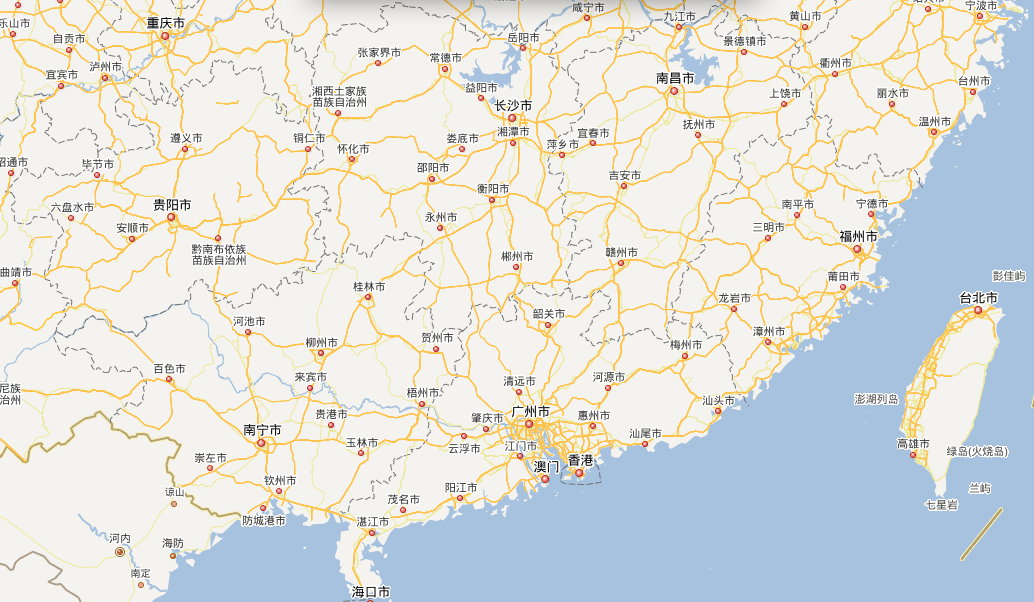 咸宁市
九江市
黄山市
宁波市
乐山市
重庆市
自贡市
岳阳市
景德镇市
张家界市
常德市
衢州市
宜宾市
泸州市
南昌市
台州市
益阳市
上饶市
丽水市
湘西土家族
苗族自治州
长沙市
温州市
抚州市
湘潭市
宜春市
遵义市
铜仁市
娄底市
萍乡市
怀化市
昭通市
毕节市
邵阳市
吉安市
衡阳市
六盘水市
贵阳市
南平市
宁德市
永州市
安顺市
三明市
福州市
黔南布依族
苗族自治州
郴州市
赣州市
曲靖市
莆田市
彭佳屿
桂林市
龙岩市
台北市
韶关市
河池市
漳州市
柳州市
贺州市
梅州市
百色市
来宾市
清远市
河源市
尼族
治州
梧州市
澎湖列岛
汕头市
贵港市
广州市
肇庆市
惠州市
南宁市
汕尾市
玉林市
云浮市
江门市
高雄市
绿岛(火烧岛)
崇左市
澳门
香港
钦州市
阳江市
兰屿
谅山
茂名市
七星岩
防城港市
湛江市
河内
海防
南定
海口市